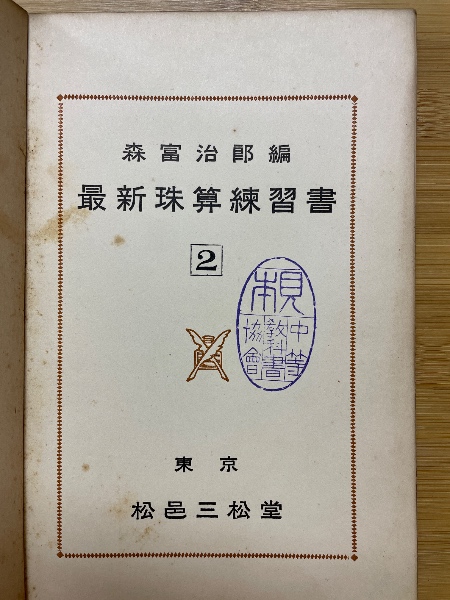 森富治郎編
最新珠算練習書
2
見本
中等
教科書
協會
東京
松邑三松堂